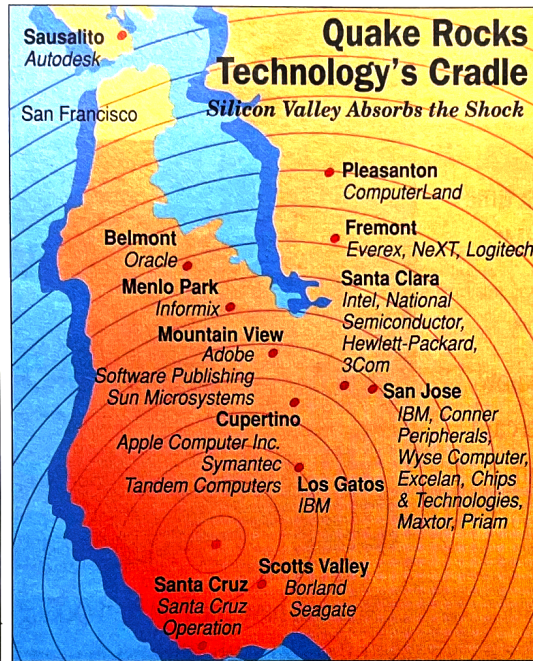 Quake Rocks
Technology's Cradle
Silicon Valley Absorbs the Shock
Sausalito
Autodesk
San Francisco
Pleasanton
ComputerLand
Fremont
Everex, NeXT, Logitech
Belmont
Oracle
Menlo Park
Informix
Santa Clara
Intel, National
Semiconductor,
Hewlett-Packard,
3Com
Mountain View
Adobe
Software Publishing
Sun Microsystems
San Jose
IBM, Conner
Peripherals,
Wyse Computer,
Excelan, Chips
& Technologies,
Maxtor, Priam
Cupertino
Apple Computer Inc.
Symantec
Tandem Computers
Los Gatos
IBM
Scotts Valley
Borland
Seagate
Santa Cruz
Santa Cruz
Operation